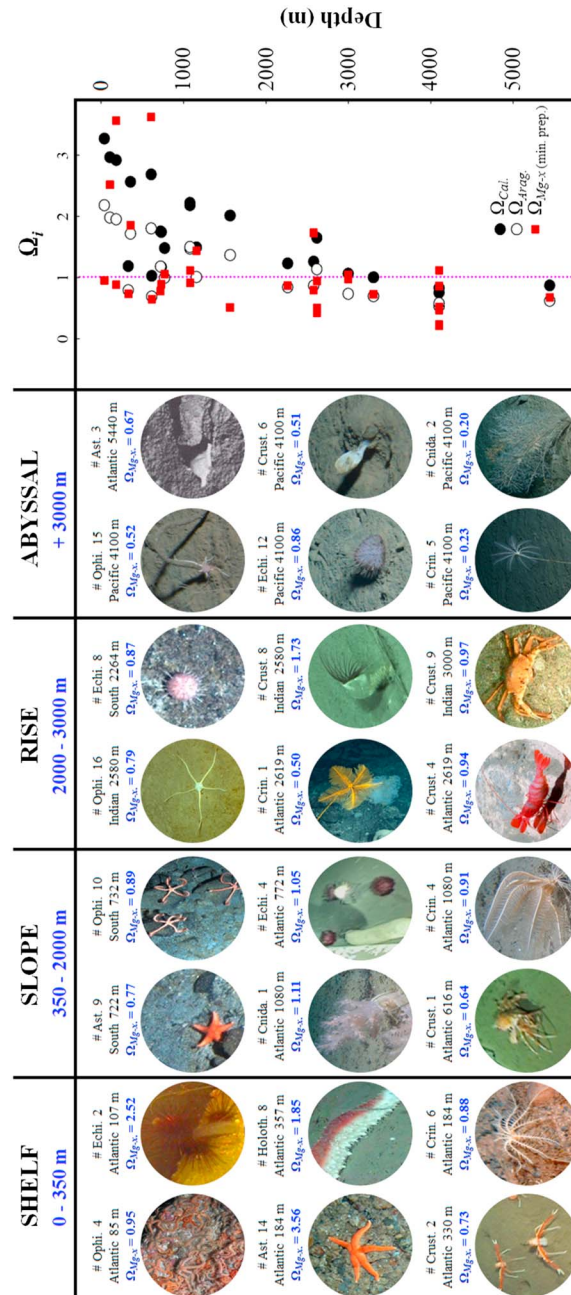 SHELF
0 - 350 m
# Ophi. 4
Atlantic 85 m
ΩMg-x = 0.95
# Echi. 2
Atlantic 107 m
ΩMg-x. = 2.52
# Ast. 14
Atlantic 184 m
ΩMg-x. = 3.56
# Holoth. 8
Atlantic 357 m
ΩMg-x. = 1.85
# Crust. 2
Atlantic 330 m
ΩMg-x. = 0.73
# Crin. 6
Atlantic 184 m
ΩMg-x. = 0.88
SLOPE
350 - 2000 m
# Ast. 9
South 722 m
ΩMg-x. = 0.77
# Ophi. 10
South 732 m
ΩMg-x. = 0.89
# Cnida. 1
Atlantic 1080 m
ΩMg-x. = 1.11
# Echi. 4
Atlantic 772 m
ΩMg-x. = 1.05
# Crust. 1
Atlantic 616 m
ΩMg-x. = 0.64
# Crin. 4
Atlantic 1080 m
ΩMg-x. = 0.91
RISE
2000 - 3000 m
# Ophi. 16
Indian 2580 m
ΩMg-x. = 0.79
# Echi. 8
South 2264 m
ΩMg-x. = 0.87
# Crin. 1
Atlantic 2619 m
ΩMg-x. = 0.50
# Crust. 8
Indian 2580 m
ΩMg-x. = 1.73
# Crust. 4
Atlantic 2619 m
ΩMg-x. = 0.94
# Crust. 9
Indian 3000 m
ΩMg-x. = 0.97
ABYSSAL
+ 3000 m
# Ophi. 15
Pacific 4100 m
ΩMg-x. = 0.52
# Ast. 3
Atlantic 5440 m
ΩMg-x. = 0.67
# Echi. 12
Pacific 4100 m
ΩMg-x. = 0.86
# Crust. 6
Pacific 4100 m
ΩMg-x. = 0.51
# Crin. 5
Pacific 4100 m
ΩMg-x. = 0.23
# Cnida. 2
Pacific 4100 m
ΩMg-x. = 0.20
Ωi
0
1
2
3
0
1000
2000
3000
4000
5000
Depth (m)
ΩCal.
ΩArag.
ΩMg-x (min. prep.)